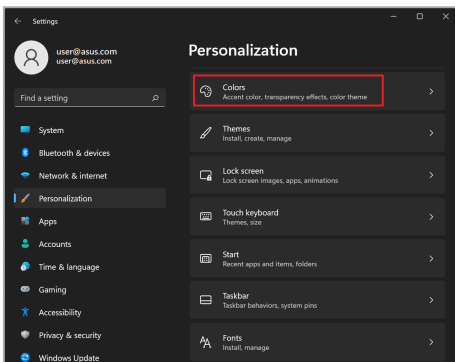 Settings
user@asus.com
user@asus.com
Find a setting
System
Bluetooth & devices
Network & internet
Personalization
Apps
Accounts
Time & language
Gaming
Accessibility
Privacy & security
Windows Update
Personalization
Colors
Accent color, transparency effects, color theme
Themes
Install, create, manage
Lock screen
Lock screen images, apps, animations
Touch keyboard
Themes, size
Start
Recent apps and items, folders
Taskbar
Taskbar behaviors, system pins
Fonts
Install, manage